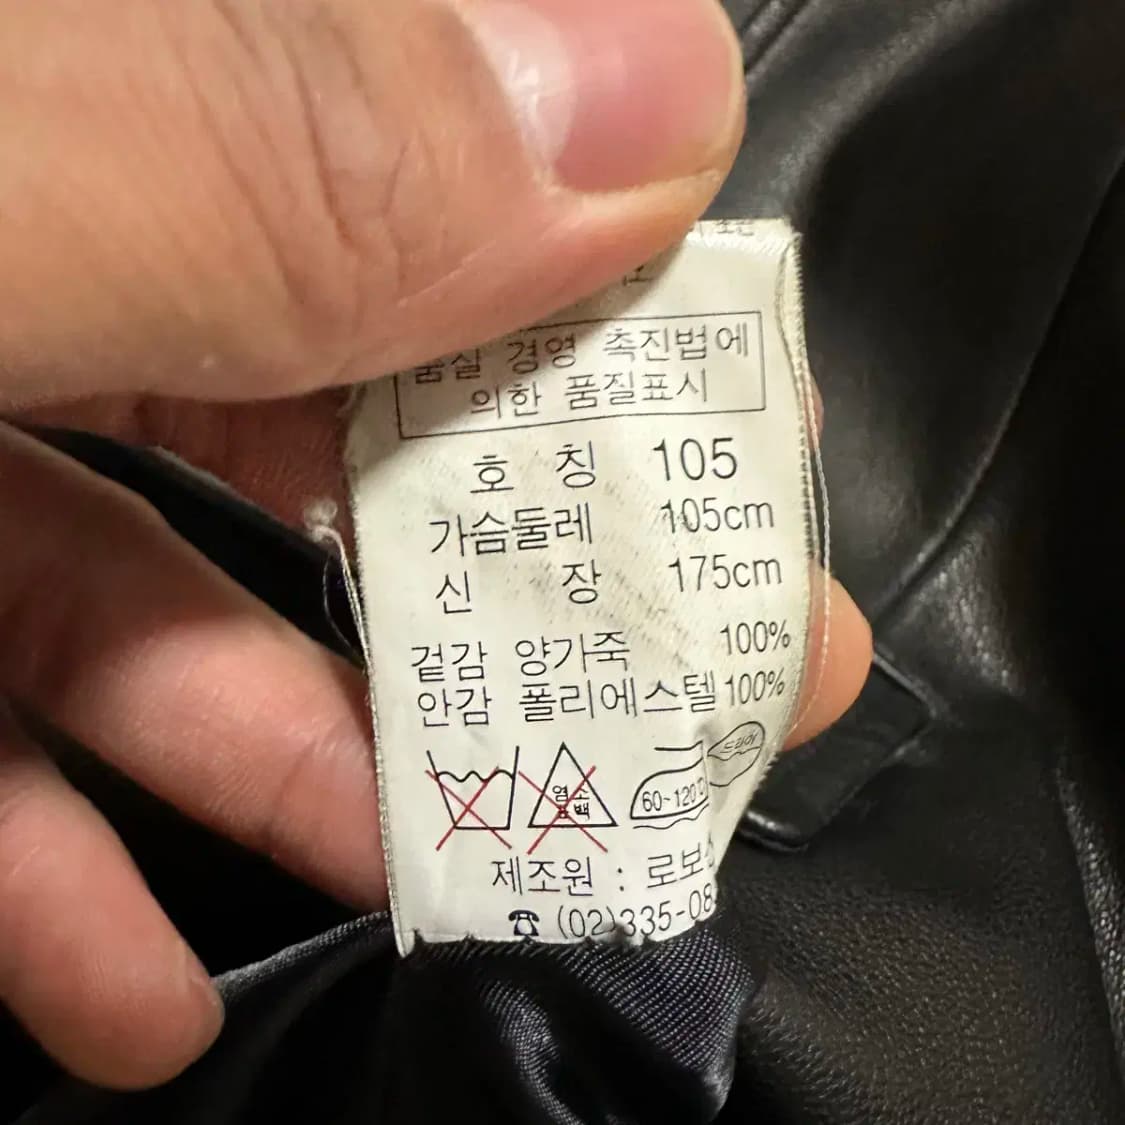 품질 경영 촉진법에
의한 품질표시
호 칭 105
가슴둘레 105cm
신 장 175cm
겉감 양가죽 100%
안감 폴리에스텔 100%
염소
표백
60~120℃
드라이
제조원 : 로보
☎ (02)335-08